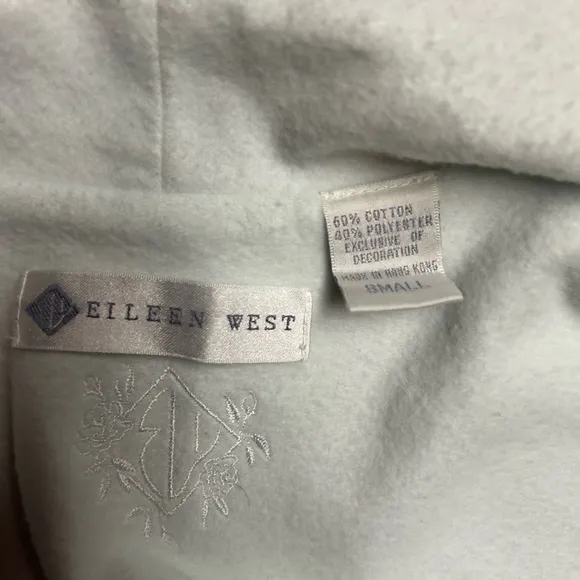 60% COTTON
40% POLYESTER
EXCLUSIVE OF
DECORATION
MADE IN HONG KONG
SMALL
EILEEN WEST